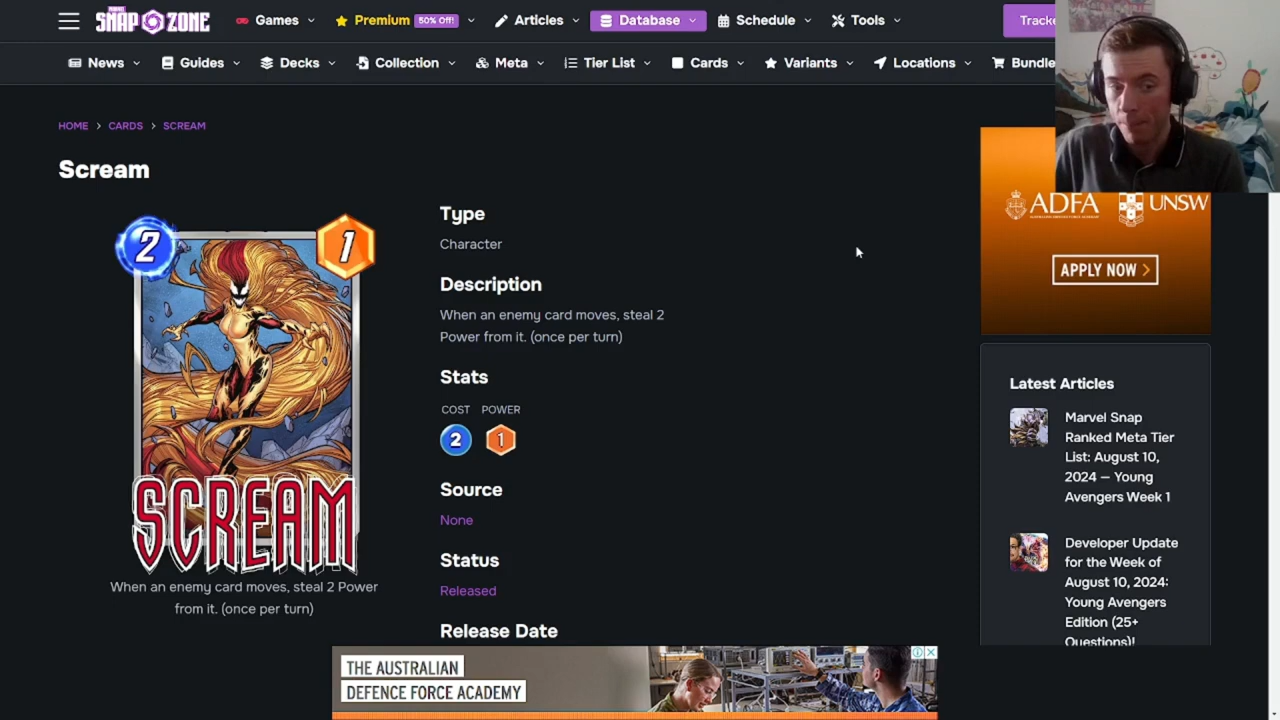 MARVEL SNAP ZONE
Games
Premium 50% Off!
Articles
Database
Schedule
Tools
Tracke
News
Guides
Decks
Collection
Meta
Tier List
Cards
Variants
Locations
Bundle
HOME > CARDS > SCREAM
Scream
2
1
SCREAM
When an enemy card moves, steal 2 Power
from it. (once per turn)
Type
Character
Description
When an enemy card moves, steal 2
Power from it. (once per turn)
Stats
COST POWER
2 1
Source
None
Status
Released
Release Date
ADFA UNSW
APPLY NOW >
Latest Articles
Marvel Snap
Ranked Meta Tier
List: August 10,
2024 — Young
Avengers Week 1
Developer Update
for the Week of
August 10, 2024:
Young Avengers
Edition (25+
Questions)!
THE AUSTRALIAN
DEFENCE FORCE ACADEMY